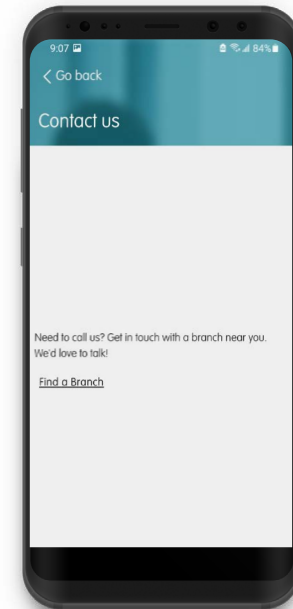 9:07 84%
Go back
Contact us
Need to call us? Get in touch with a branch near you.
We'd love to talk!
Find a Branch